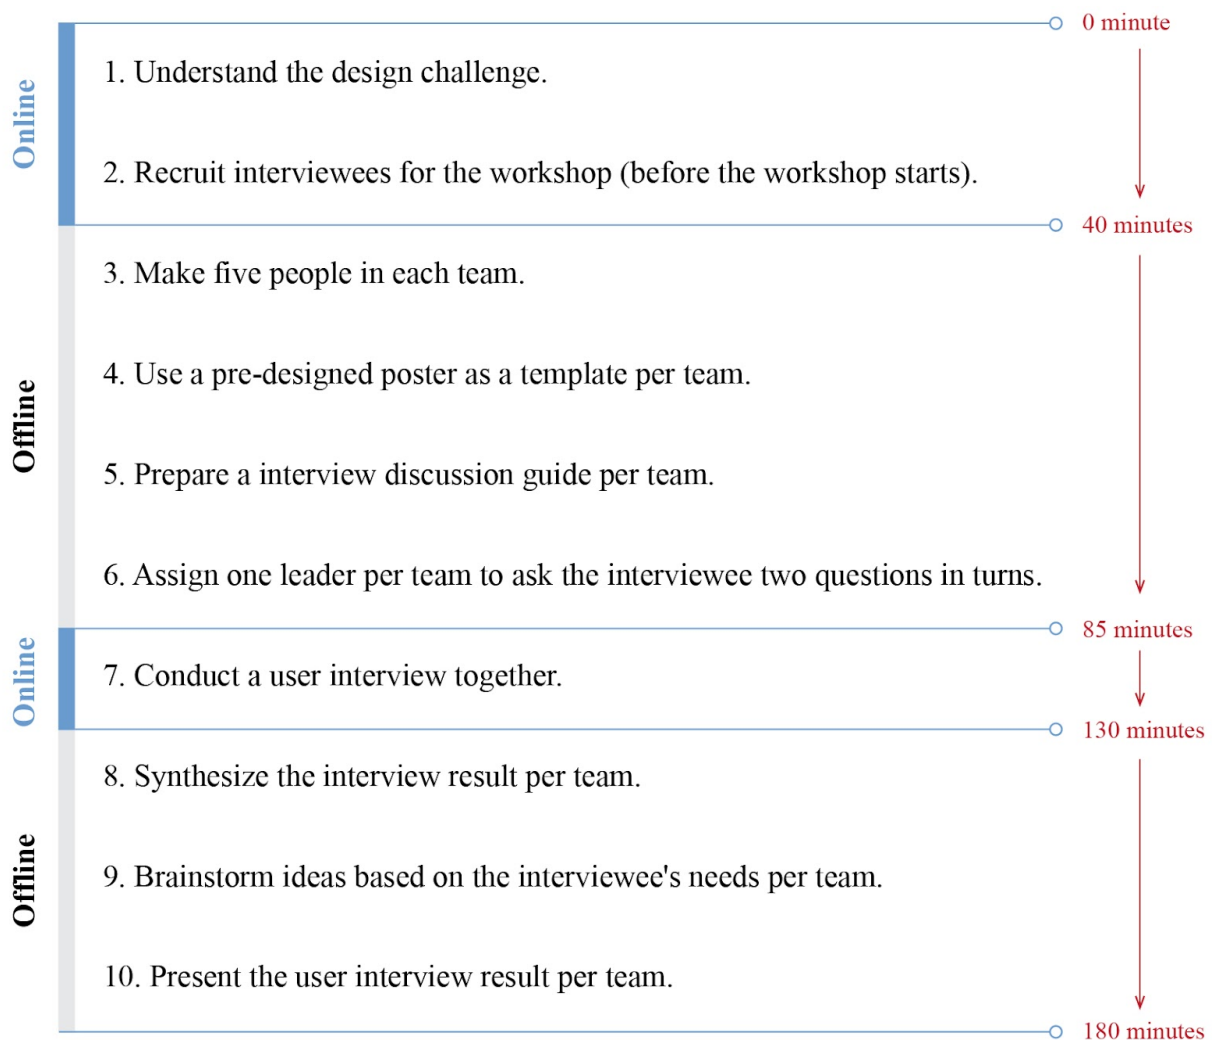 0 minute
Online
1. Understand the design challenge.
2. Recruit interviewees for the workshop (before the workshop starts).
40 minutes
Offline
3. Make five people in each team.
4. Use a pre-designed poster as a template per team.
5. Prepare a interview discussion guide per team.
6. Assign one leader per team to ask the interviewee two questions in turns.
85 minutes
Online
7. Conduct a user interview together.
130 minutes
Offline
8. Synthesize the interview result per team.
9. Brainstorm ideas based on the interviewee's needs per team.
10. Present the user interview result per team.
180 minutes